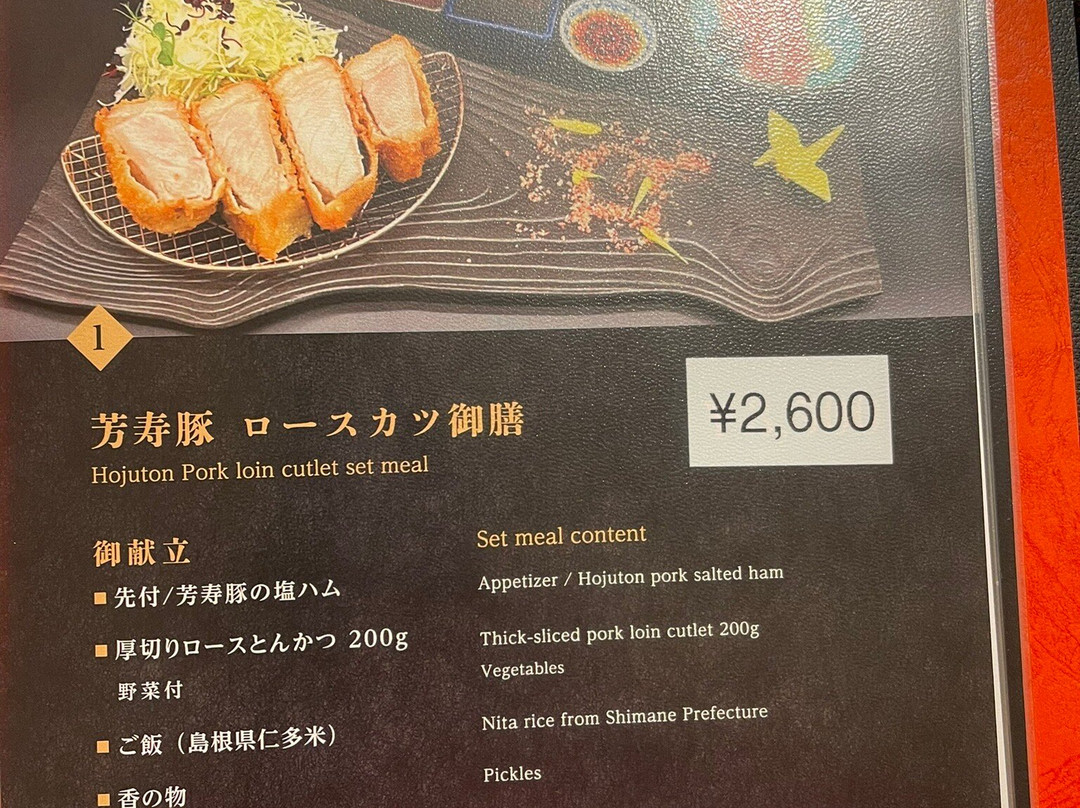 1
芳寿豚 ロースカツ御膳
¥2,600
Hojuton Pork loin cutlet set meal
御献立
Set meal content
■ 先付/芳寿豚の塩ハム
Appetizer / Hojuton pork salted ham
■ 厚切りロースとんかつ 200g
Thick-sliced pork loin cutlet 200g
野菜付
Vegetables
■ ご飯（島根県仁多米）
Nita rice from Shimane Prefecture
■ 香の物
Pickles